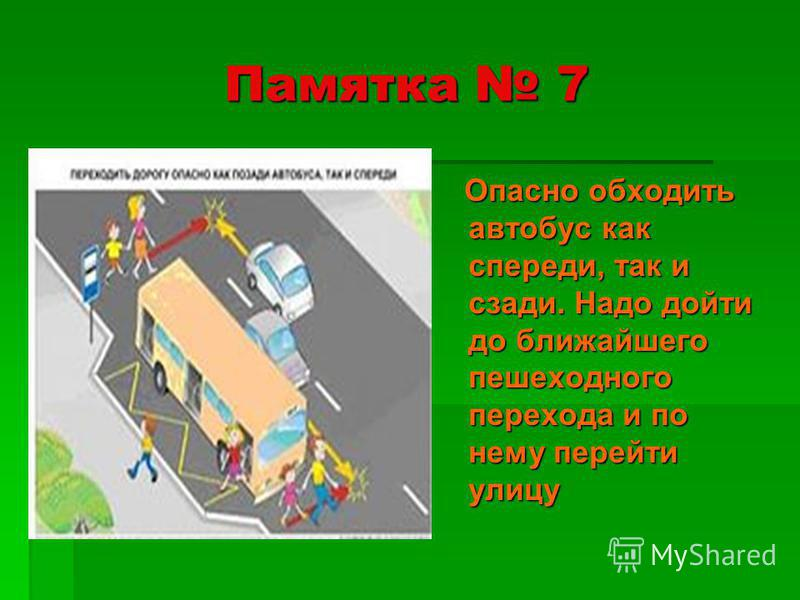 Памятка № 7
ПЕРЕХОДИТЬ ДОРОГУ ОПАСНО КАК ПОЗАДИ АВТОБУСА, ТАК И СПЕРЕДИ
Опасно обходить
автобус как
спереди, так и
сзади. Надо дойти
до ближайшего
пешеходного
перехода и по
нему перейти
улицу
MyShared